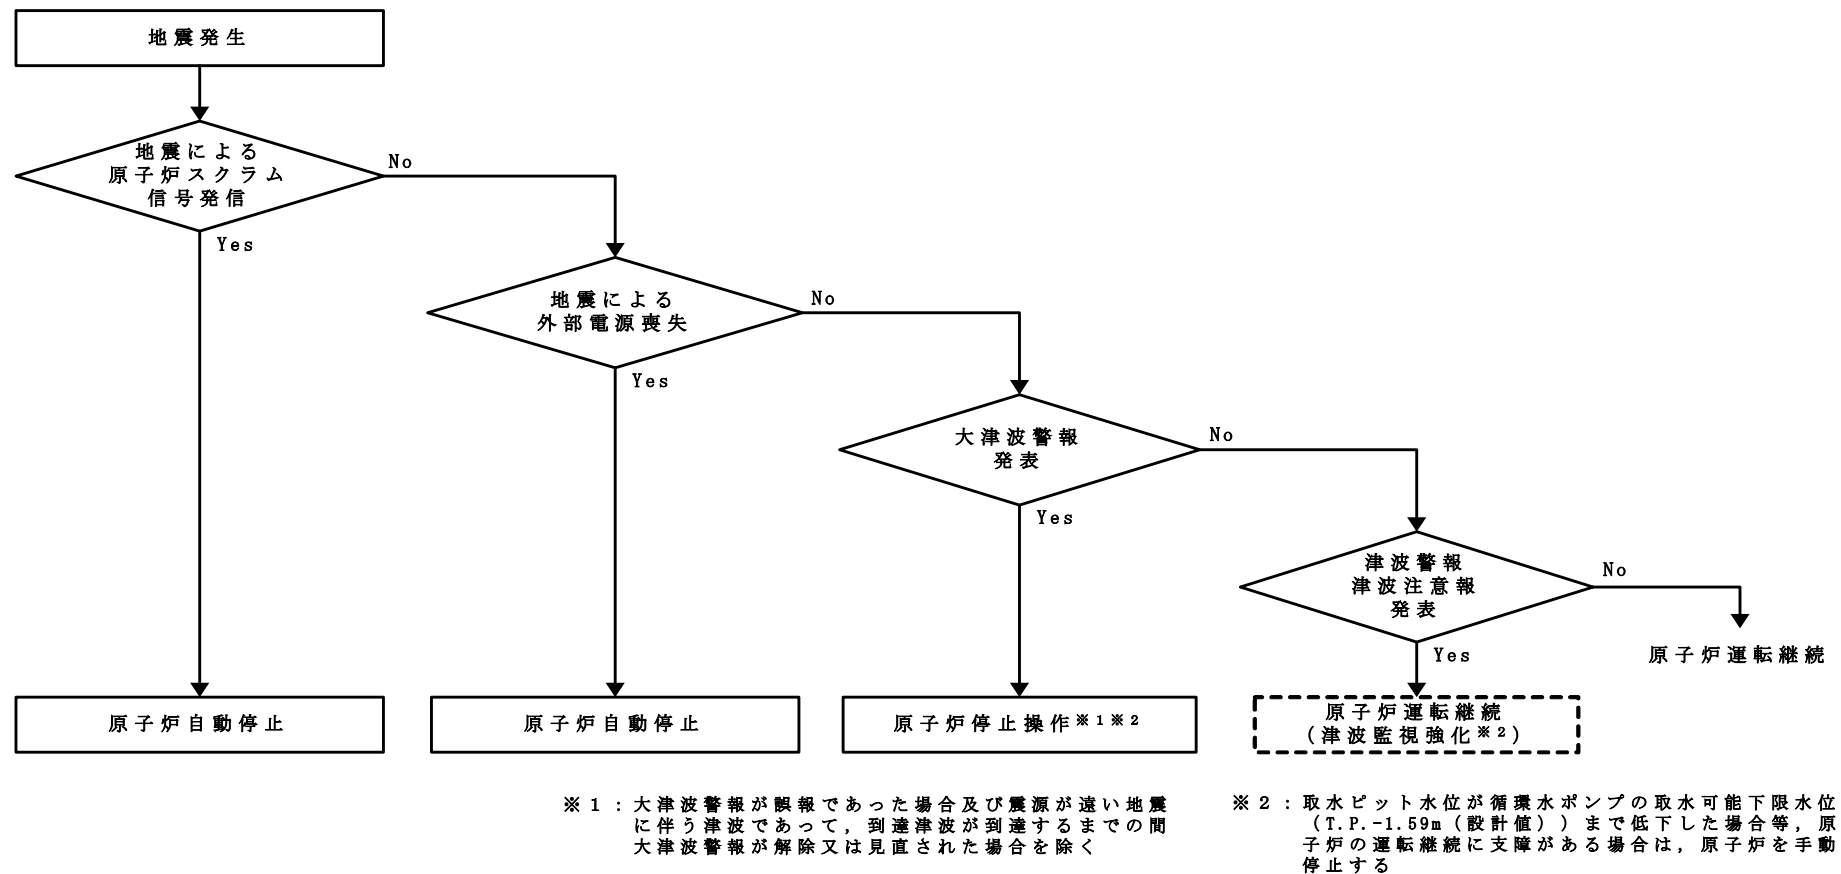 地震発生
地震による
原子炉スクラム
信号発信
No
Yes
地震による
外部電源喪失
No
Yes
大津波警報
発表
No
Yes
津波警報
津波注意報
発表
No
Yes
原子炉運転継続
原子炉自動停止
原子炉自動停止
原子炉停止操作※1※2
原子炉運転継続
(津波監視強化※2)
※1:大津波警報が誤報であった場合及び震源が遠い地震
に伴う津波であって,到達津波が到達するまでの間
大津波警報が解除又は見直された場合を除く
※2:取水ピット水位が循環水ポンプの取水可能下限水位
(T.P.-1.59m(設計値))まで低下した場合等,原
子炉の運転継続に支障がある場合は,原子炉を手動
停止する